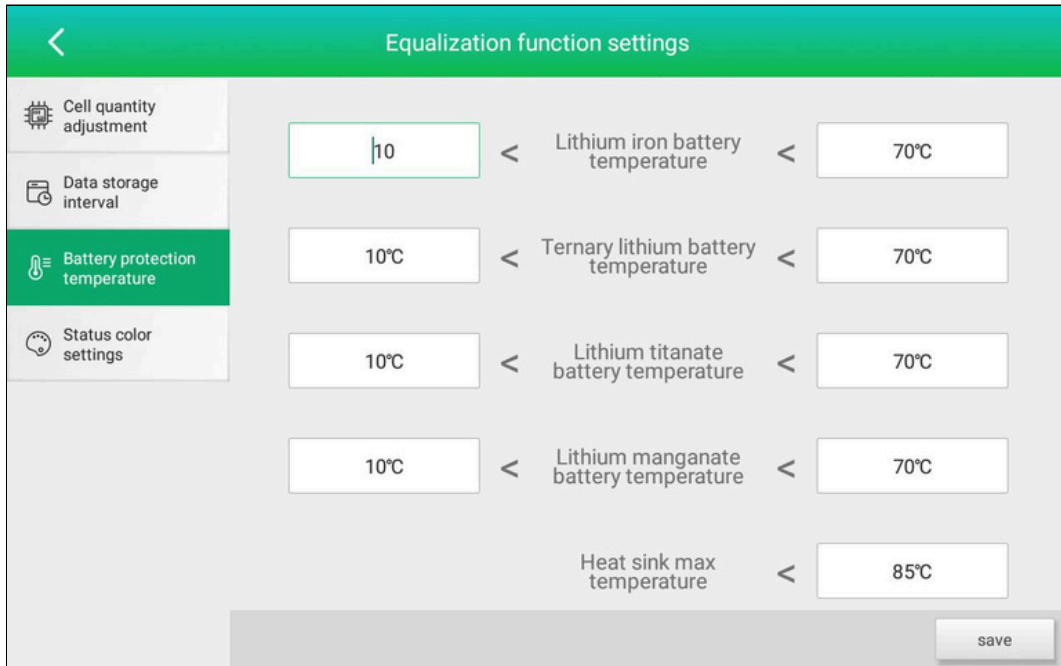 Equalization function settings
Cell quantity
adjustment
Data storage
interval
Battery protection
temperature
Status color
settings
10 < Lithium iron battery
temperature < 70℃
10℃ < Ternary lithium battery
temperature < 70℃
10℃ < Lithium titanate
battery temperature < 70℃
10℃ < Lithium manganate
battery temperature < 70℃
Heat sink max
temperature < 85℃
save